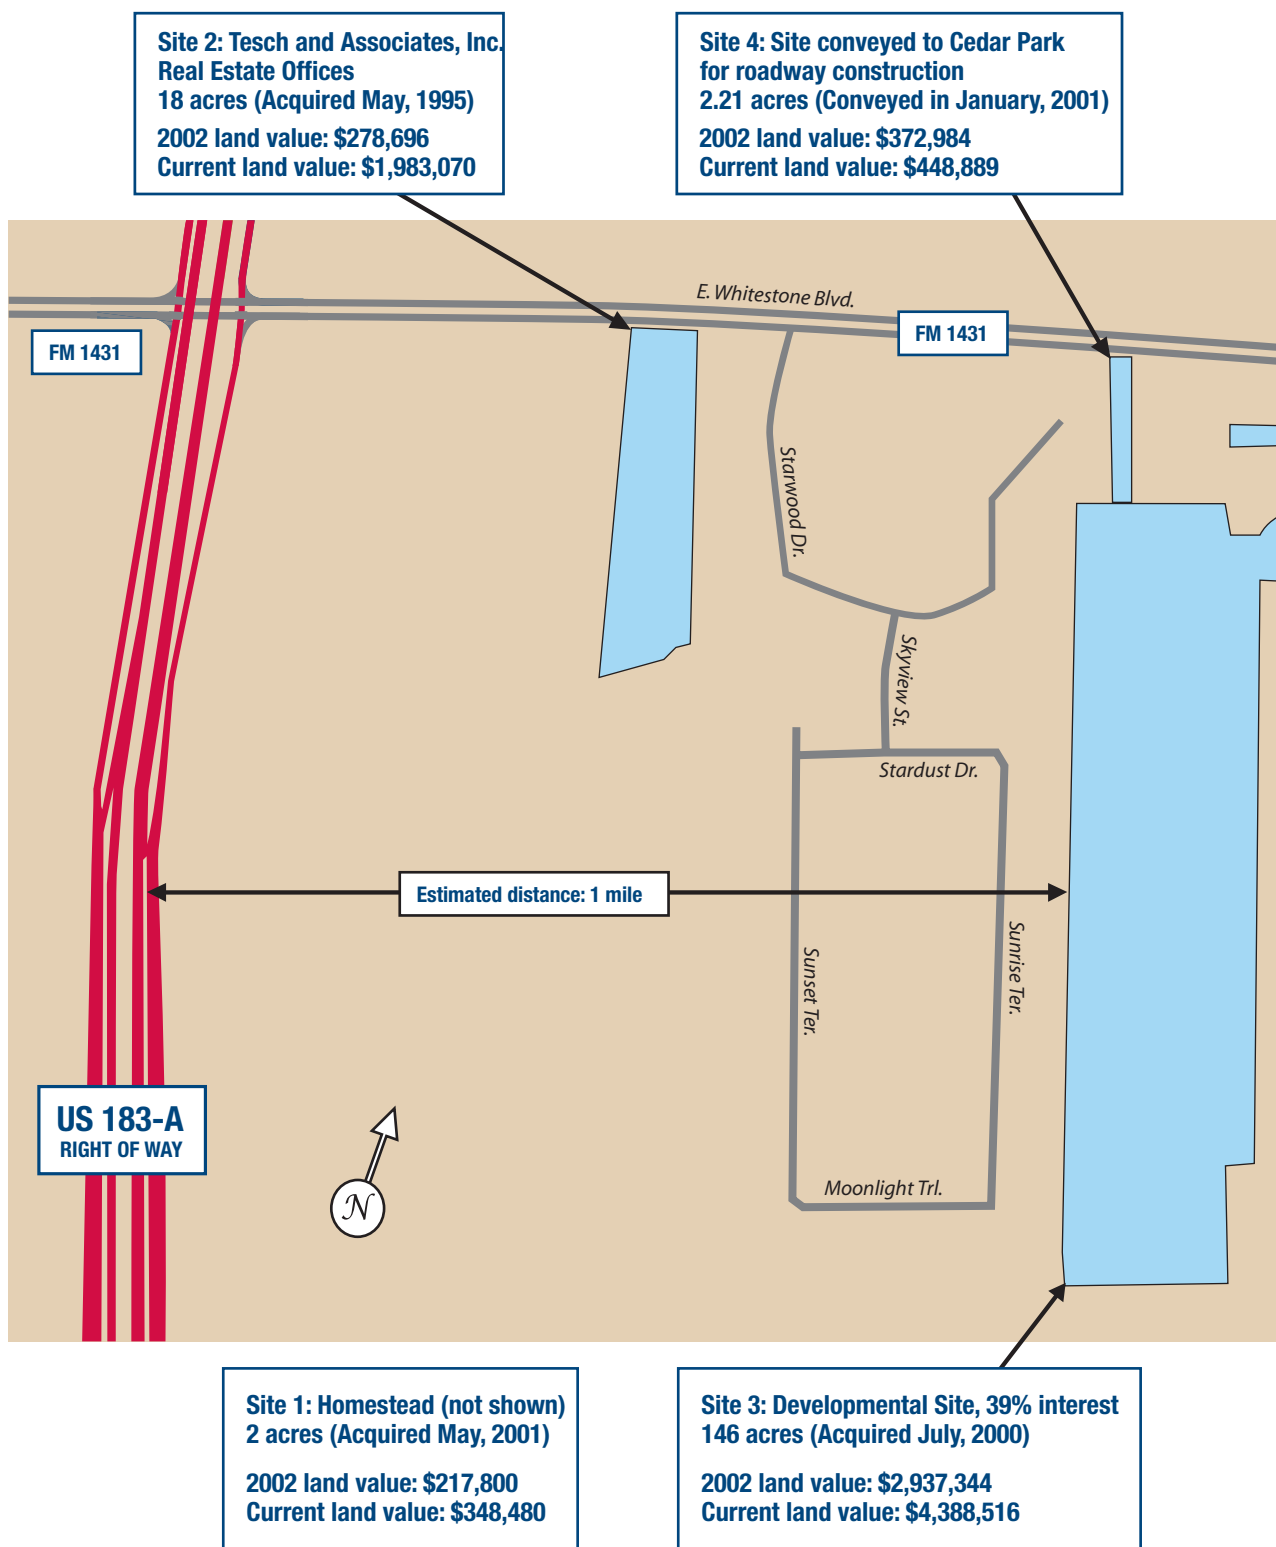 Site 2: Tesch and Associates, Inc.
Real Estate Offices
18 acres (Acquired May, 1995)
2002 land value: $278,696
Current land value: $1,983,070
Site 4: Site conveyed to Cedar Park
for roadway construction
2.21 acres (Conveyed in January, 2001)
2002 land value: $372,984
Current land value: $448,889
E. Whitestone Blvd.
FM 1431
FM 1431
Starwood Dr.
Skyview St.
Stardust Dr.
Estimated distance: 1 mile
Sunset Ter.
Sunrise Ter.
US 183-A
RIGHT OF WAY
N
Moonlight Trl.
Site 1: Homestead (not shown)
2 acres (Acquired May, 2001)
2002 land value: $217,800
Current land value: $348,480
Site 3: Developmental Site, 39% interest
146 acres (Acquired July, 2000)
2002 land value: $2,937,344
Current land value: $4,388,516